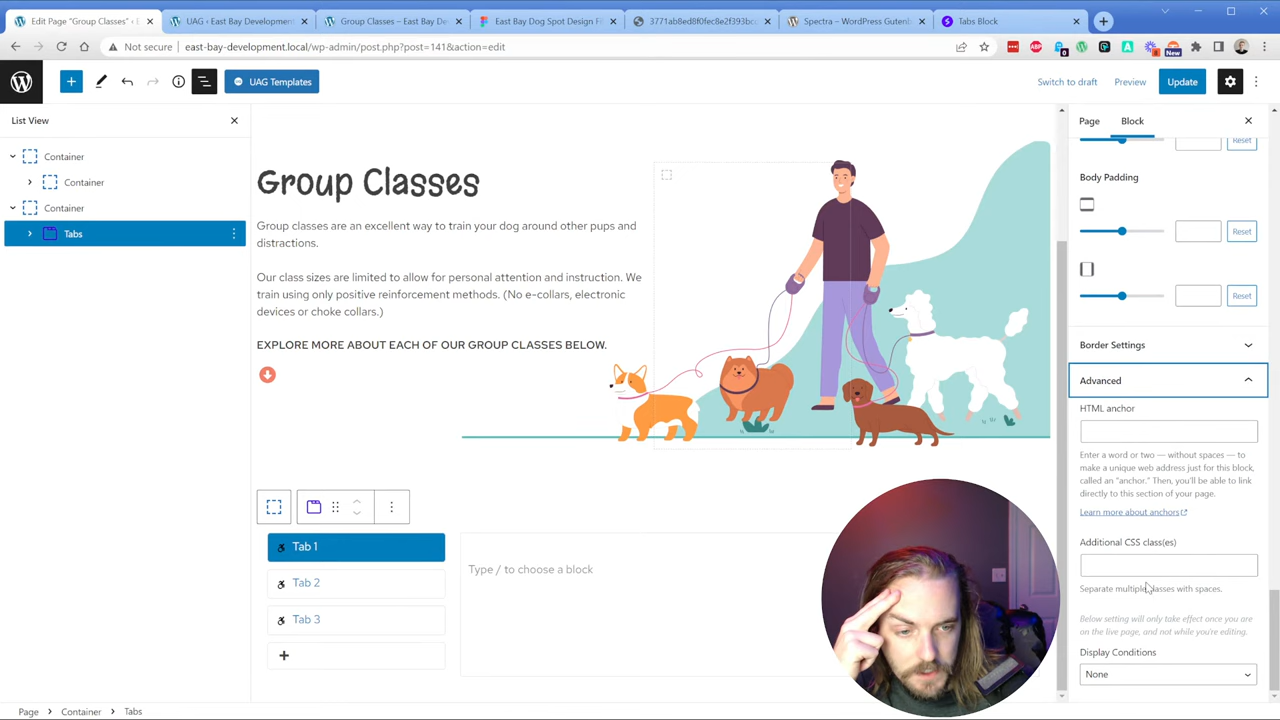 Edit Page "Group Classes" ‹ E
UAG ‹ East Bay Development
Group Classes – East Bay Dev
East Bay Dog Spot Design Fi
3771ab8ed8f0fec8e2f393bcc
Spectra – WordPress Gutenb
Tabs Block
Not secure
east-bay-development.local/wp-admin/post.php?post=141&action=edit
New
UAG Templates
Switch to draft
Preview
Update
List View
Container
Container
Container
Tabs
Group Classes
Group classes are an excellent way to train your dog around other pups and
distractions.
Our class sizes are limited to allow for personal attention and instruction. We
train using only positive reinforcement methods. (No e-collars, electronic
devices or choke collars.)
EXPLORE MORE ABOUT EACH OF OUR GROUP CLASSES BELOW.
Tab 1
Tab 2
Tab 3
Type / to choose a block
Page
Block
Reset
Body Padding
Reset
Reset
Border Settings
Advanced
HTML anchor
Enter a word or two — without spaces — to
make a unique web address just for this block,
called an "anchor." Then, you'll be able to link
directly to this section of your page.
Learn more about anchors
Additional CSS class(es)
Separate multiple classes with spaces.
Below setting will only take effect once you are
on the live page, and not while you're editing.
Display Conditions
None
Page
Container
Tabs